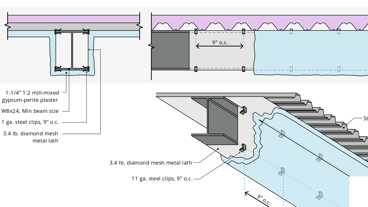 9" o.c.
1-1/4" 1:2 mill-mixed
gypsum-perlite plaster
W8x24, Min beam size
1 ga. steel clips, 9" o.c.
3.4 lb. diamond mesh
metal lath
3.4 lb. diamond mesh metal lath
11 ga. steel clips, 9" o.c.
9" o.c.